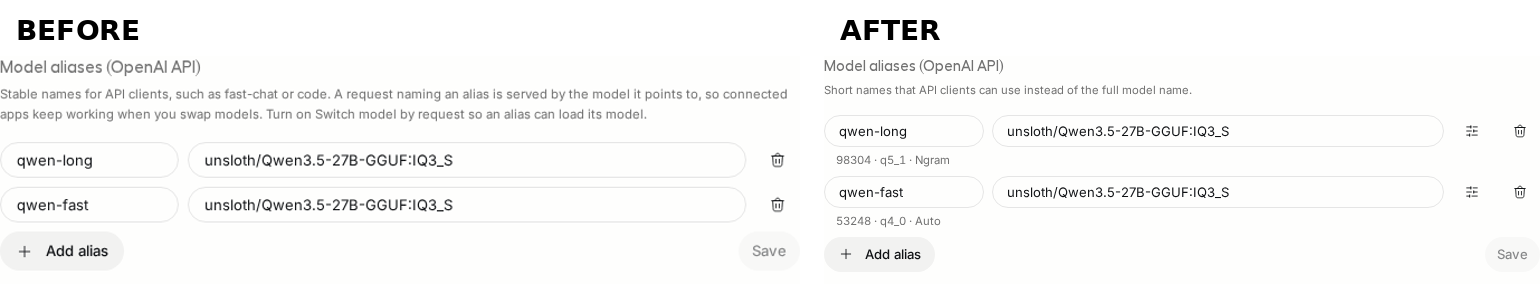 BEFORE
Model aliases (OpenAI API)
Stable names for API clients, such as fast-chat or code. A request naming an alias is served by the model it points to, so connected
apps keep working when you swap models. Turn on Switch model by request so an alias can load its model.
qwen-long
unsloth/Qwen3.5-27B-GGUF:IQ3_S
qwen-fast
unsloth/Qwen3.5-27B-GGUF:IQ3_S
+ Add alias
Save
AFTER
Model aliases (OpenAI API)
Short names that API clients can use instead of the full model name.
qwen-long
unsloth/Qwen3.5-27B-GGUF:IQ3_S
98304 · q5_1 · Ngram
qwen-fast
unsloth/Qwen3.5-27B-GGUF:IQ3_S
53248 · q4_0 · Auto
+ Add alias
Save